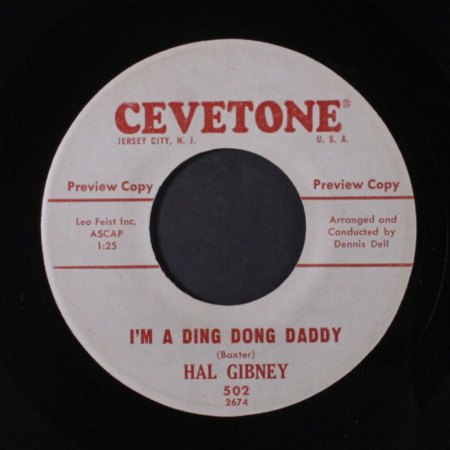 CEVETONE®
JERSEY CITY, N. J. U. S. A.
Preview Copy Preview Copy
Leo Feist Inc.
ASCAP
1:25
Arranged and
Conducted by
Dennis Dell
I'M A DING DONG DADDY
(Baxter)
HAL GIBNEY
502
2674